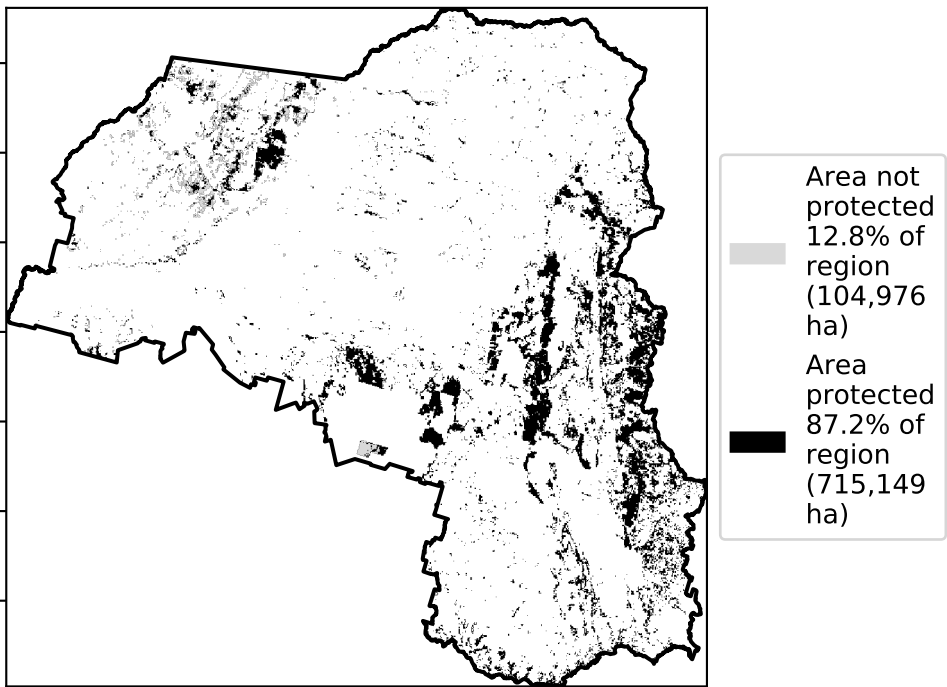 Area not
protected
12.8% of
region
(104,976
ha)
Area
protected
87.2% of
region
(715,149
ha)